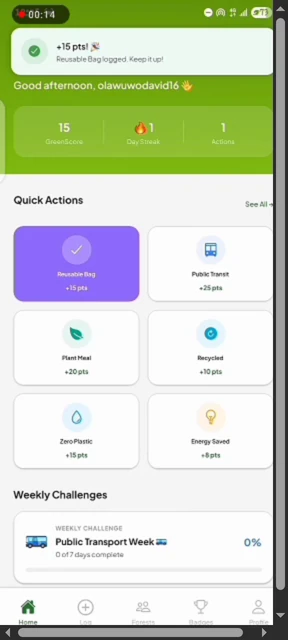 00:14
+15 pts! 🎉
Reusable Bag logged. Keep it up!
Good afternoon, olawuwodavid16 👋
15
🔥 1
1
GreenScore
Day Streak
Actions
Quick Actions
See All →
Reusable Bag
+15 pts
Public Transit
+25 pts
Plant Meal
+20 pts
Recycled
+10 pts
Zero Plastic
+15 pts
Energy Saved
+8 pts
Weekly Challenges
WEEKLY CHALLENGE
Public Transport Week 🚌
0%
0 of 7 days complete
Home
Log
Forests
Badges
Profile